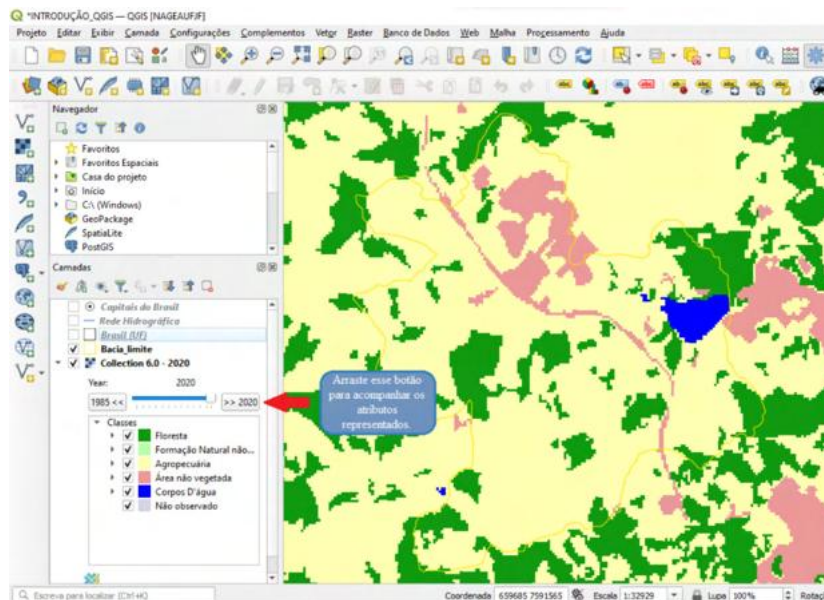 *INTRODUÇÃO_QGIS — QGIS [NAGEAUFJF]
Projeto Editar Exibir Camada Configurações Complementos Vetor Raster Banco de Dados Web Malha Processamento Ajuda
Navegador
Favoritos
Favoritos Espaciais
Casa do projeto
Início
C:\ (Windows)
GeoPackage
SpatiaLite
PostGIS
Camadas
Capitais do Brasil
Rede Hidrográfica
Brasil (UF)
Bacia_limite
Collection 6.0 - 2020
Year: 2020
1985 << >> 2020
Arraste esse botão
para acompanhar os
atributos
representados.
Classes
Floresta
Formação Natural não...
Agropecuária
Área não vegetada
Corpos D'água
Não observado
Escreva para localizar (Ctrl+K)
Coordenada 659685 7591565 Escala 1:32929 Lupa 100% Rotaç